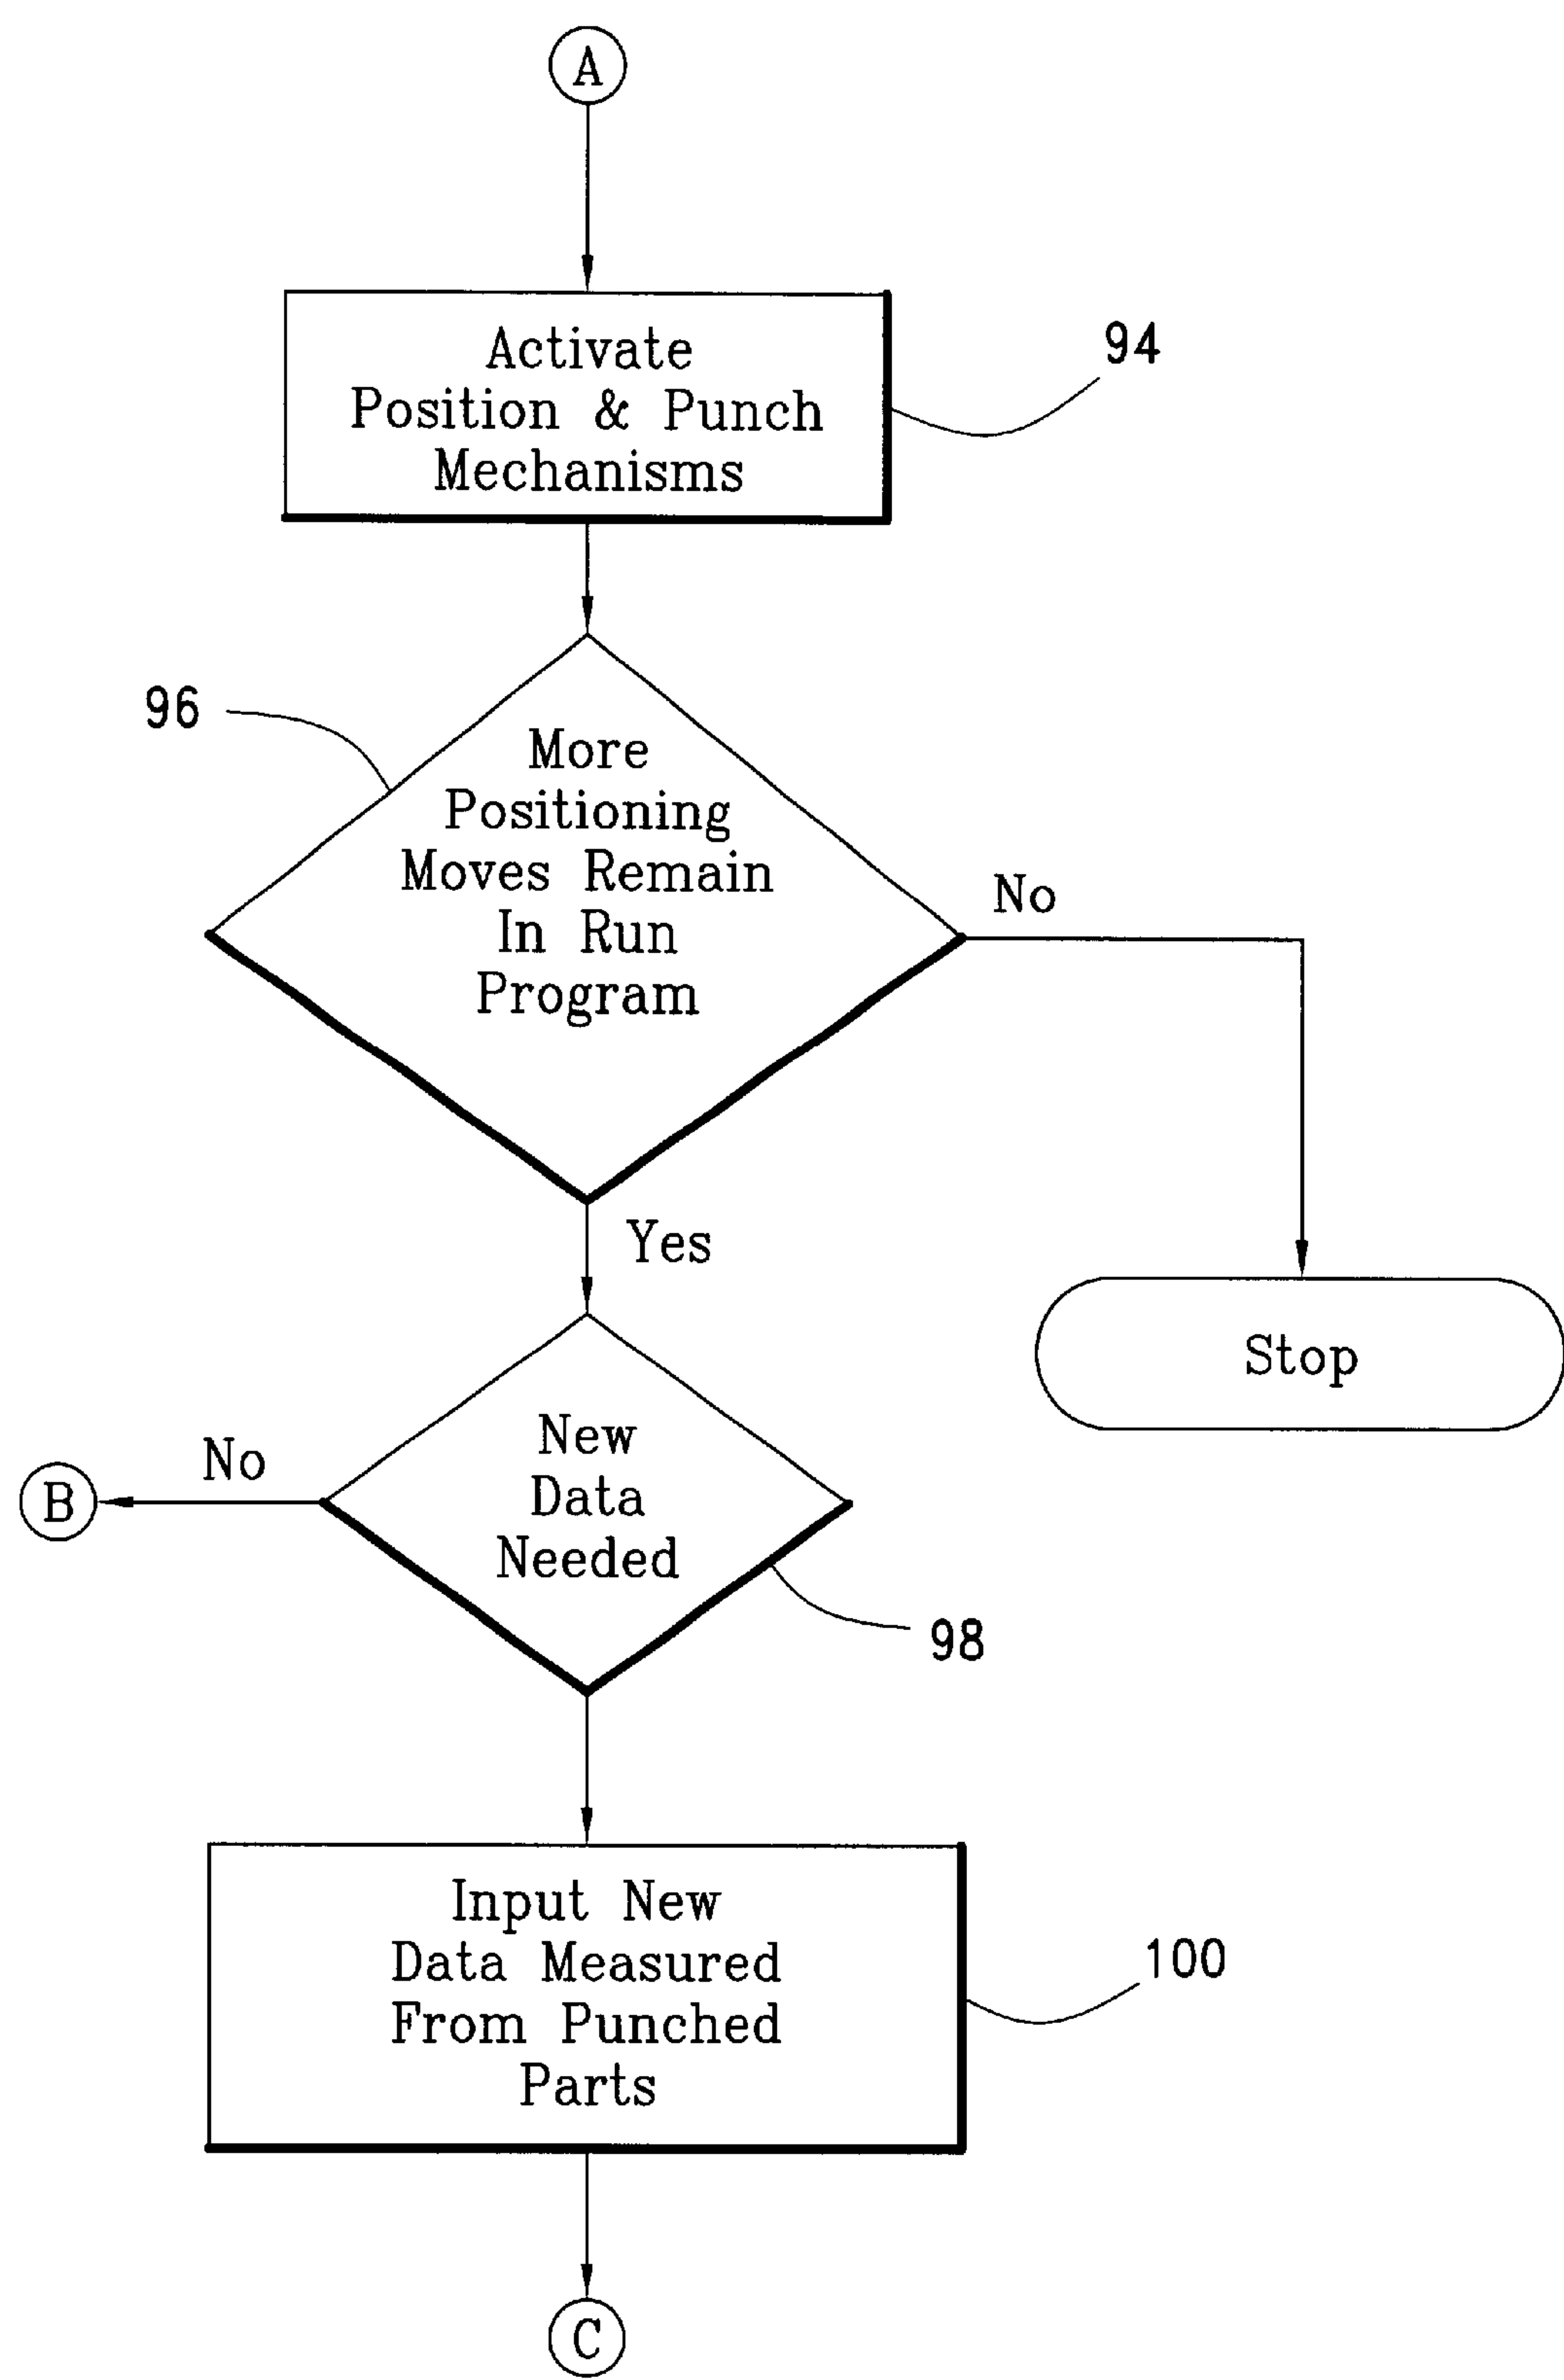 A
Activate
Position & Punch
Mechanisms
94
96
More
Positioning
Moves Remain
In Run
Program
No
Yes
Stop
New
Data
Needed
No
B
98
Input New
Data Measured
From Punched
Parts
100
C